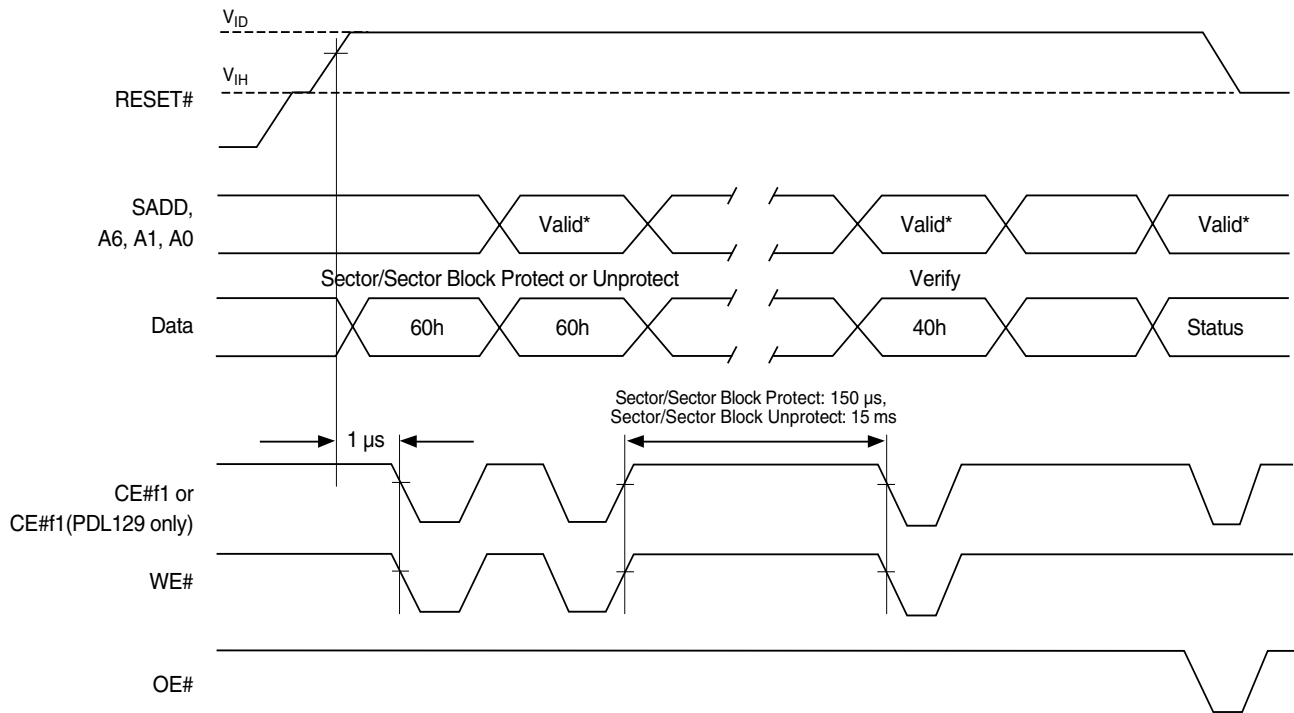 VID
VIH
RESET#
SADD,
A6, A1, A0
Valid*
Valid*
Valid*
Sector/Sector Block Protect or Unprotect
Verify
Data
60h
60h
40h
Status
Sector/Sector Block Protect: 150 µs,
Sector/Sector Block Unprotect: 15 ms
1 µs
CE#f1 or
CE#f1(PDL129 only)
WE#
OE#